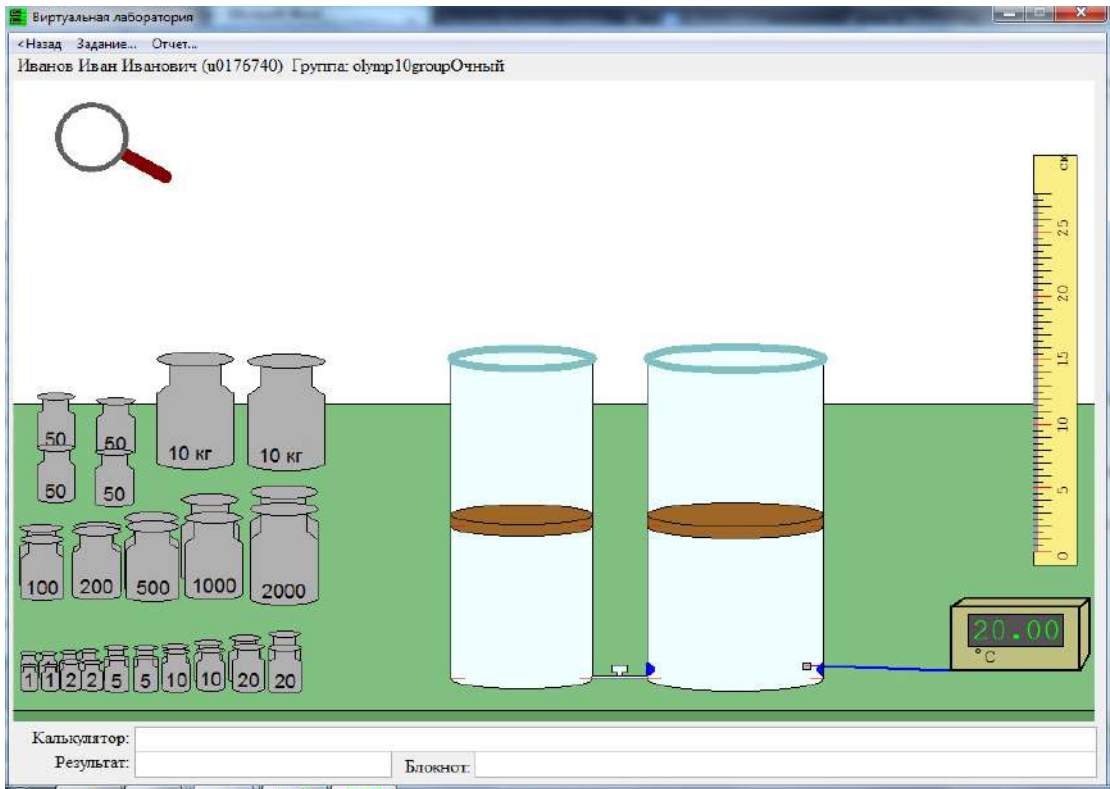 Виртуальная лаборатория
<Назад Задание... Отчет...
Иванов Иван Иванович (u0176740) Группа: olymp10groupОчный
см
25
20
15
10
5
0
50 50 10 кг 10 кг
50 50
100 200 500 1000 2000
1 1 2 2 5 5 10 10 20 20
20.00
°C
Калькулятор:
Результат: Блокнот: